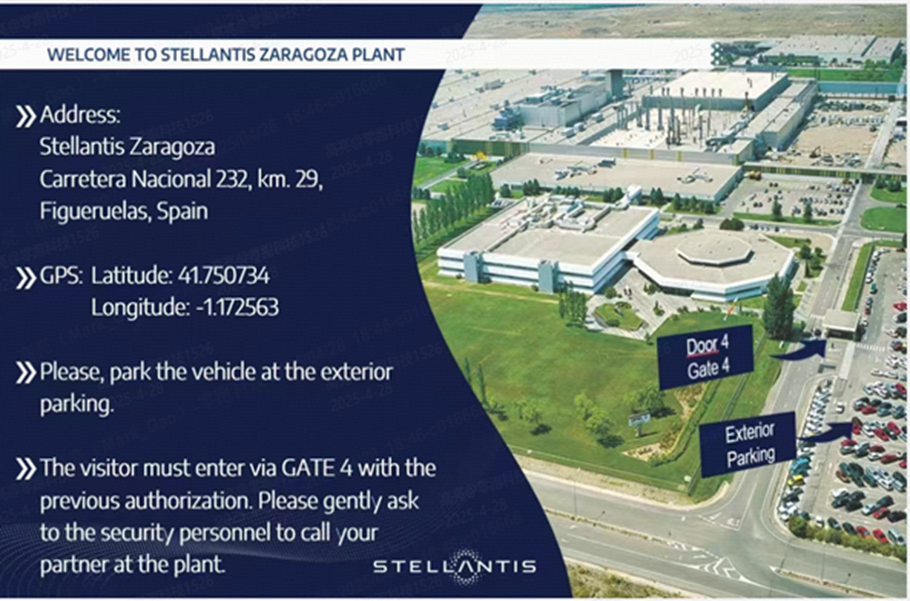 WELCOME TO STELLANTIS ZARAGOZA PLANT
Address:
Stellantis Zaragoza
Carretera Nacional 232, km. 29,
Figueruelas, Spain
GPS: Latitude: 41.750734
Longitude: -1.172563
Please, park the vehicle at the exterior
parking.
The visitor must enter via GATE 4 with the
previous authorization. Please gently ask
to the security personnel to call your
partner at the plant.
STELLANTIS
Door 4
Gate 4
Exterior
Parking